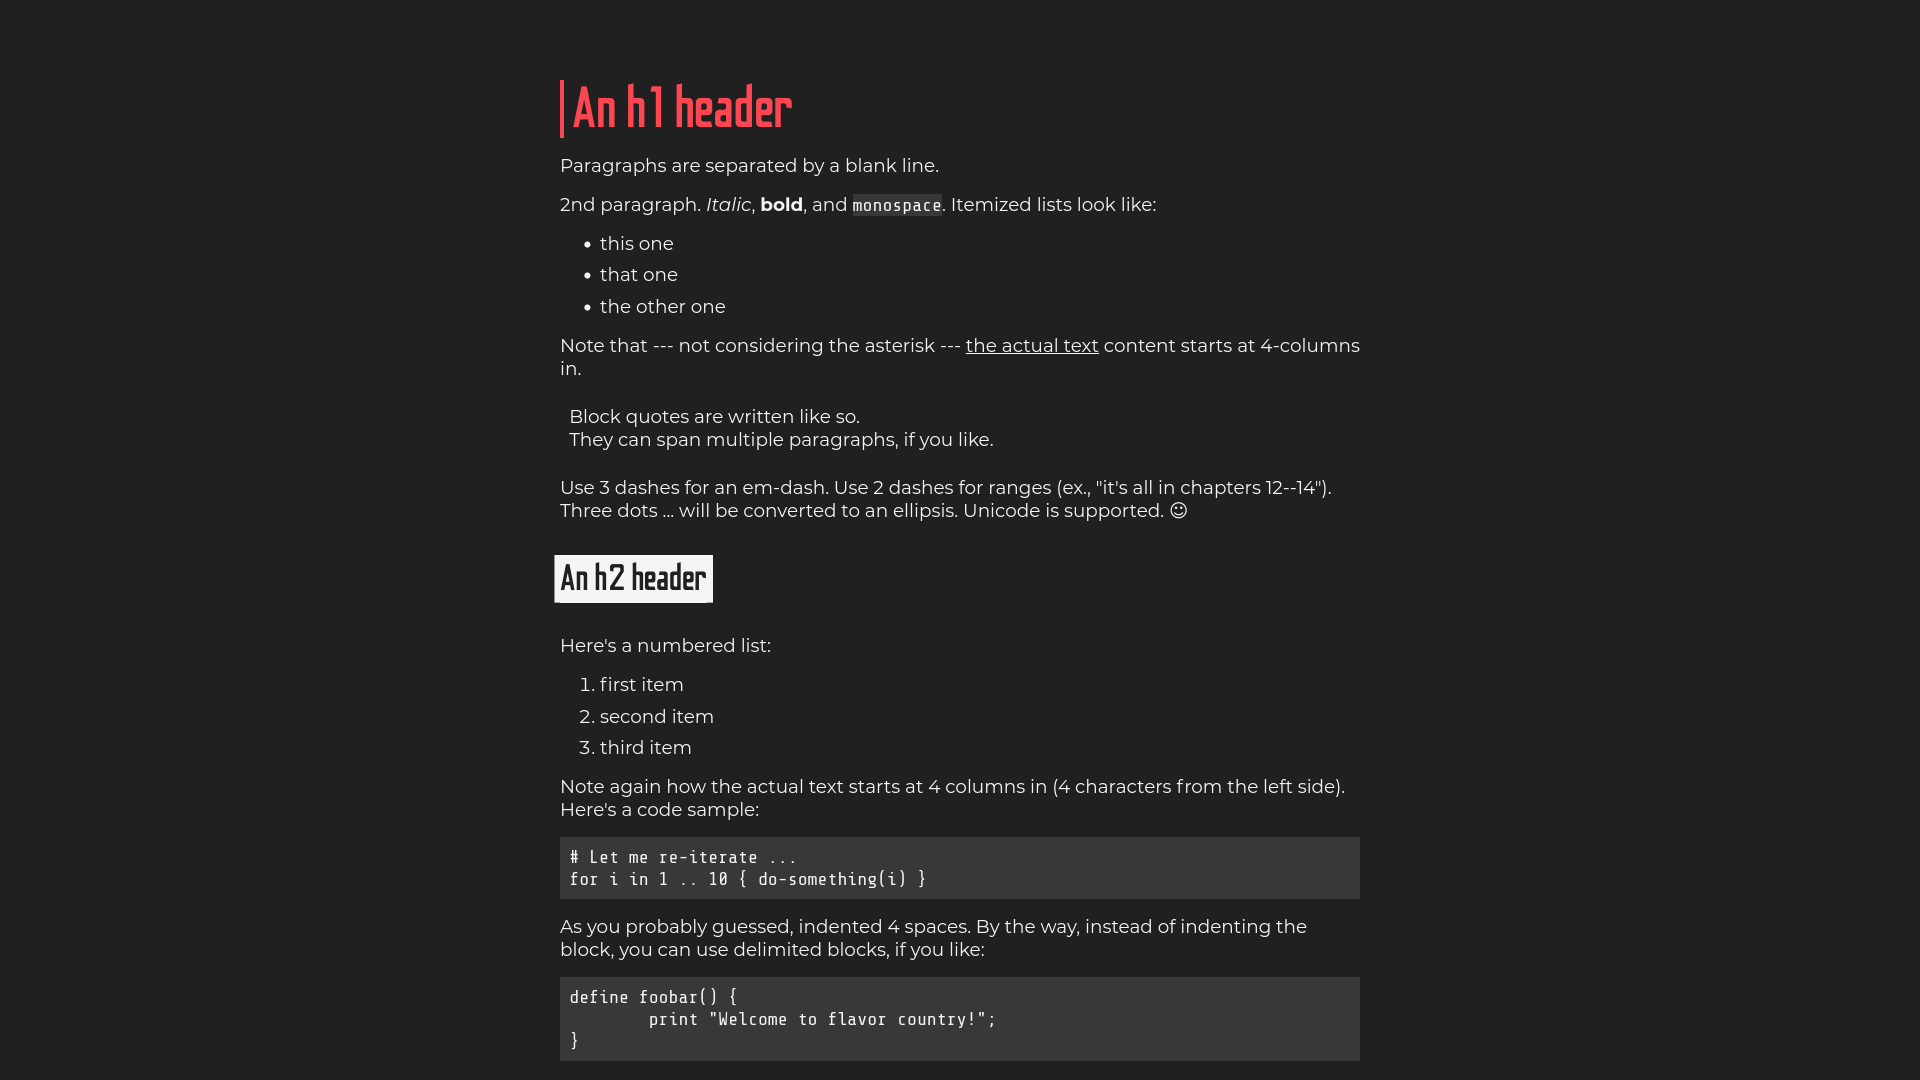 An h1 header
Paragraphs are separated by a blank line.
2nd paragraph. Italic, bold, and monospace. Itemized lists look like:
• this one
• that one
• the other one
Note that --- not considering the asterisk --- the actual text content starts at 4-columns
in.
Block quotes are written like so.
They can span multiple paragraphs, if you like.
Use 3 dashes for an em-dash. Use 2 dashes for ranges (ex., "it's all in chapters 12--14").
Three dots ... will be converted to an ellipsis. Unicode is supported. ☺
An h2 header
Here's a numbered list:
1. first item
2. second item
3. third item
Note again how the actual text starts at 4 columns in (4 characters from the left side).
Here's a code sample:
# Let me re-iterate ...
for i in 1 .. 10 { do-something(i) }
As you probably guessed, indented 4 spaces. By the way, instead of indenting the
block, you can use delimited blocks, if you like:
define foobar() {
        print "Welcome to flavor country!";
}